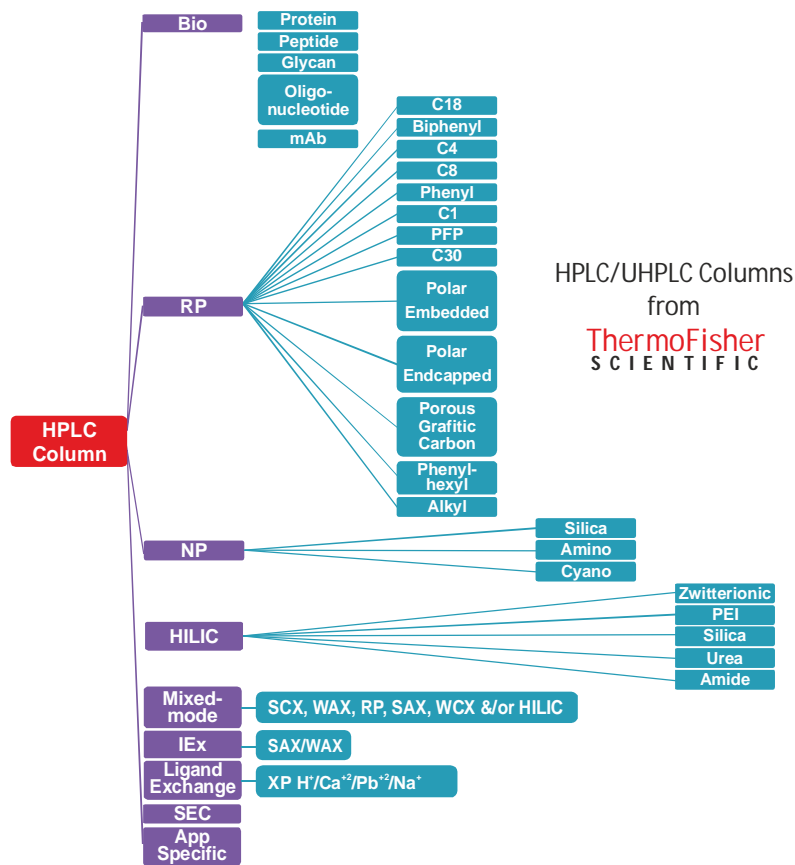 Bio
Protein
Peptide
Glycan
Oligo-
nucleotide
mAb
RP
C18
Biphenyl
C4
C8
Phenyl
C1
PFP
C30
Polar
Embedded
Polar
Endcapped
Porous
Grafitic
Carbon
Phenyl-
hexyl
Alkyl
HPLC/UHPLC Columns
from
ThermoFisher
SCIENTIFIC
HPLC
Column
NP
Silica
Amino
Cyano
HILIC
Zwitterionic
PEI
Silica
Urea
Amide
Mixed-
mode
SCX, WAX, RP, SAX, WCX &/or HILIC
IEx
SAX/WAX
Ligand
Exchange
XP H⁺/Ca⁺²/Pb⁺²/Na⁺
SEC
App
Specific